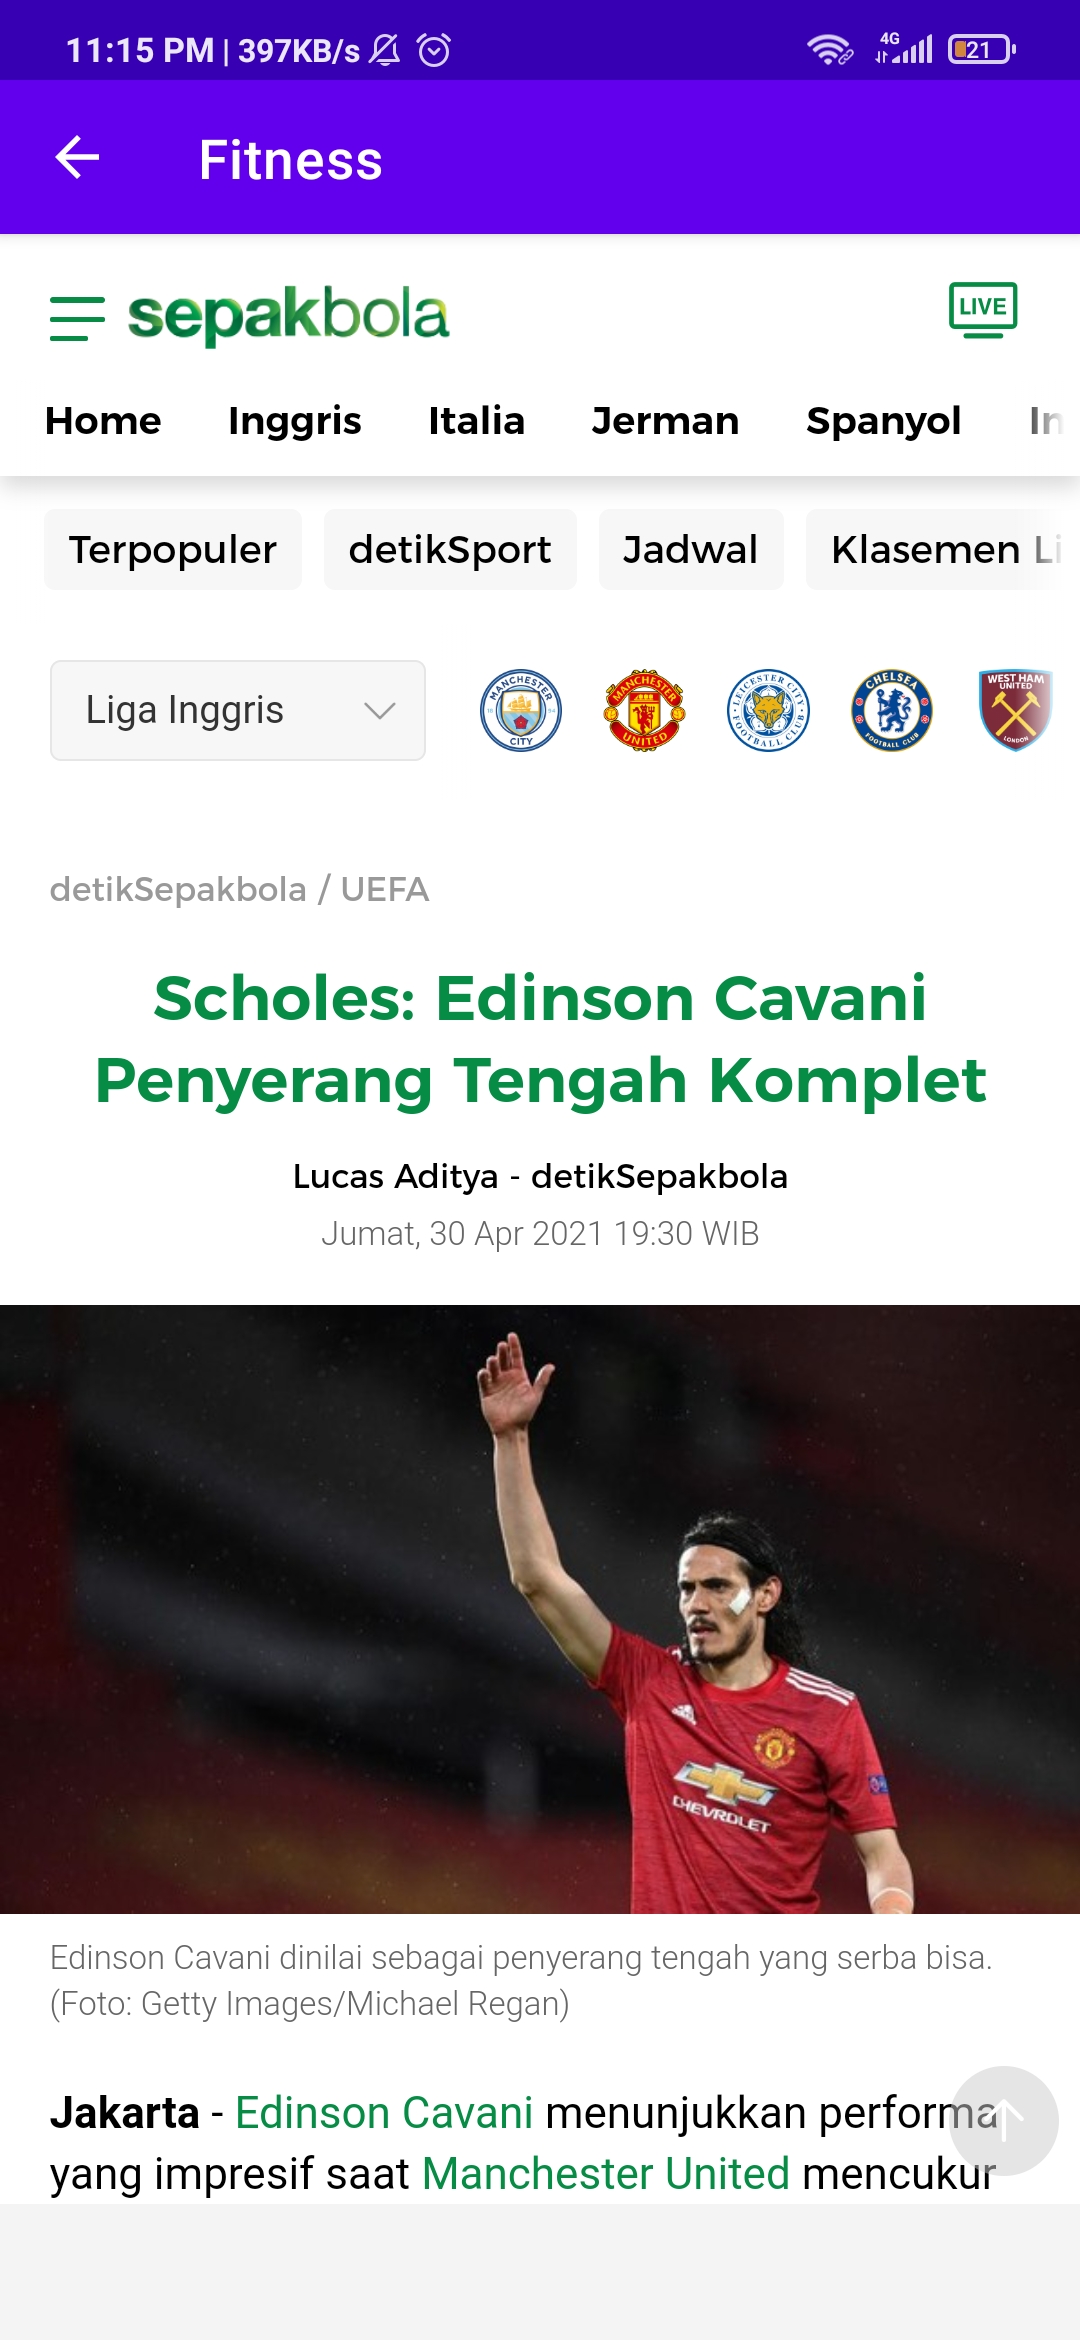 11:15 PM | 397KB/s
4G
21
Fitness
sepakbola
LIVE
Home Inggris Italia Jerman Spanyol In
Terpopuler detikSport Jadwal Klasemen Li
Liga Inggris
MANCHESTER CITY
MANCHESTER UNITED
LEICESTER CITY FOOTBALL CLUB
CHELSEA FOOTBALL CLUB
WEST HAM UNITED LONDON
detikSepakbola / UEFA
Scholes: Edinson Cavani
Penyerang Tengah Komplet
Lucas Aditya - detikSepakbola
Jumat, 30 Apr 2021 19:30 WIB
CHEVROLET
Edinson Cavani dinilai sebagai penyerang tengah yang serba bisa.
(Foto: Getty Images/Michael Regan)
Jakarta - Edinson Cavani menunjukkan performa
yang impresif saat Manchester United mencukur